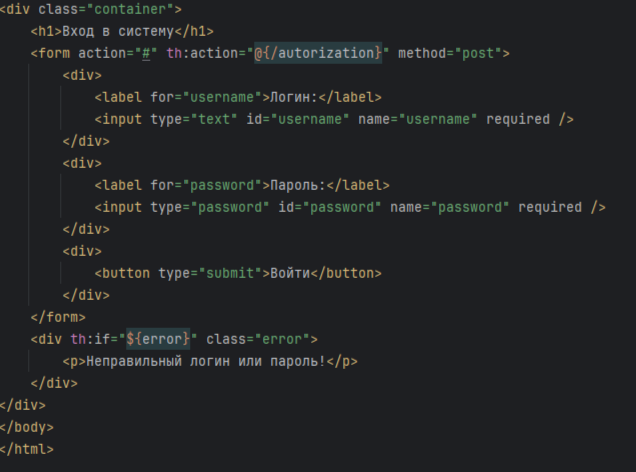 <div class="container">
<h1>Вход в систему</h1>
<form action="#" th:action="@{/autorization}" method="post">
<div>
<label for="username">Логин:</label>
<input type="text" id="username" name="username" required />
</div>
<div>
<label for="password">Пароль:</label>
<input type="password" id="password" name="password" required />
</div>
<div>
<button type="submit">Войти</button>
</div>
</form>
<div th:if="${error}" class="error">
<p>Неправильный логин или пароль!</p>
</div>
</div>
</body>
</html>